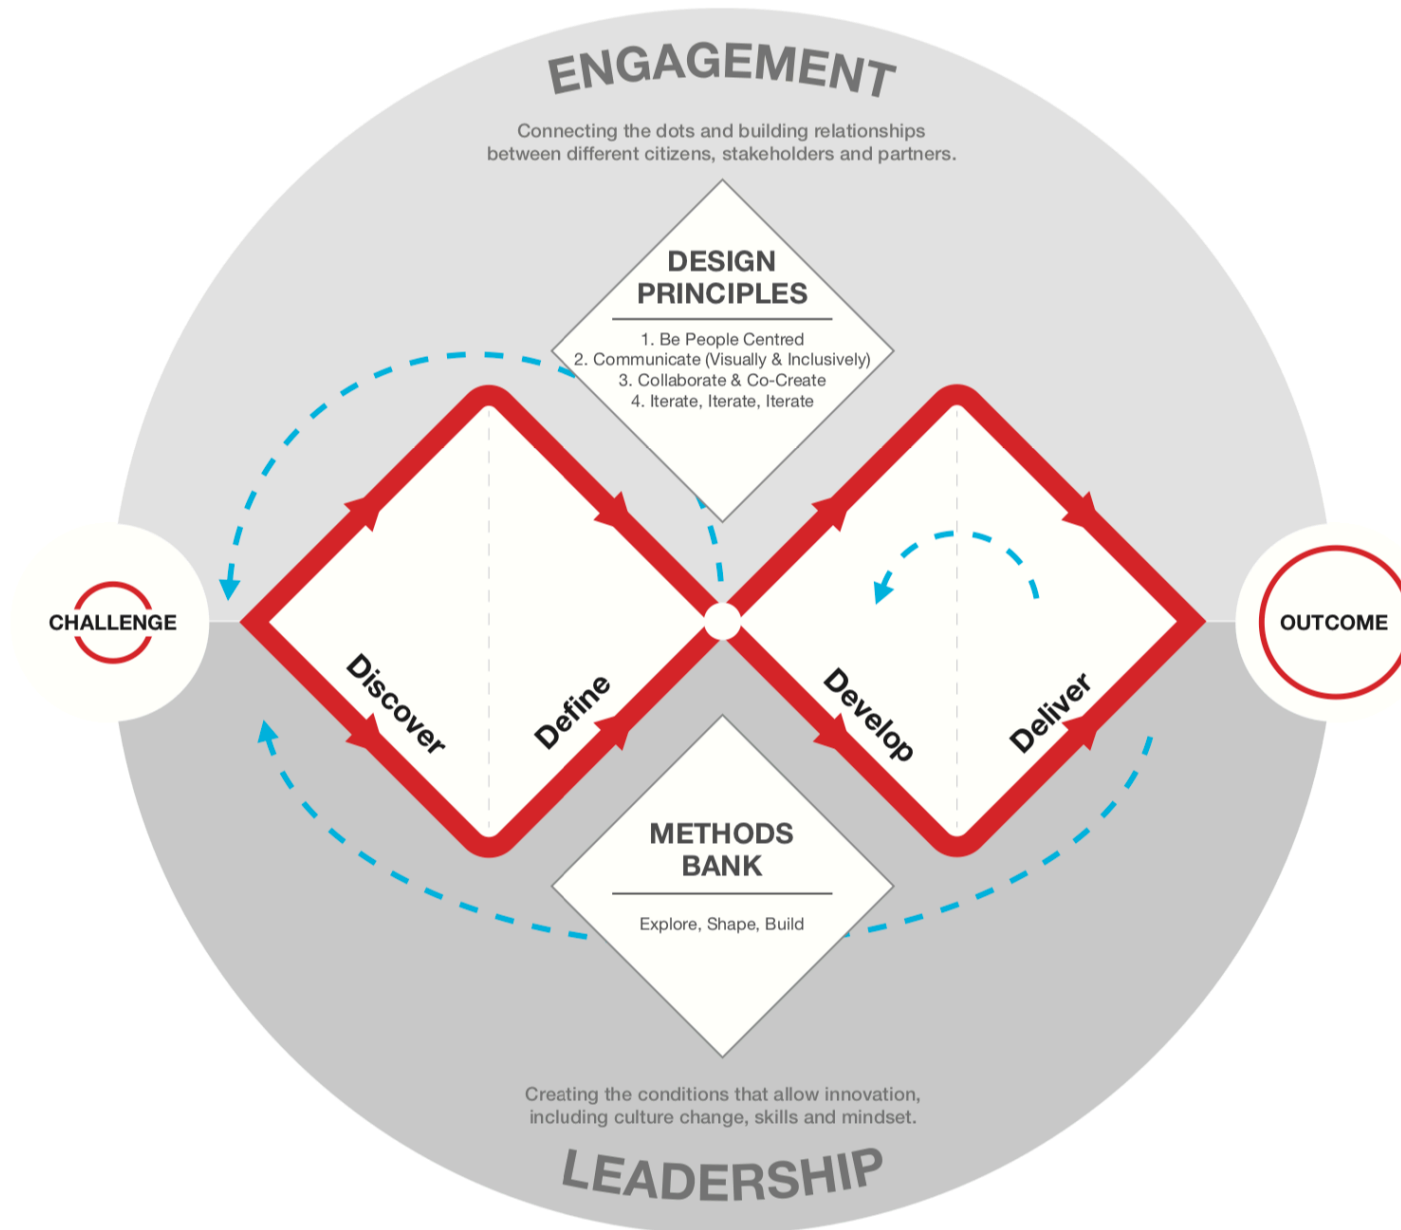 ENGAGEMENT
Connecting the dots and building relationships
between different citizens, stakeholders and partners.
DESIGN
PRINCIPLES
1. Be People Centred
2. Communicate (Visually & Inclusively)
3. Collaborate & Co-Create
4. Iterate, Iterate, Iterate
CHALLENGE
OUTCOME
Discover
Define
Develop
Deliver
METHODS
BANK
Explore, Shape, Build
Creating the conditions that allow innovation,
including culture change, skills and mindset.
LEADERSHIP